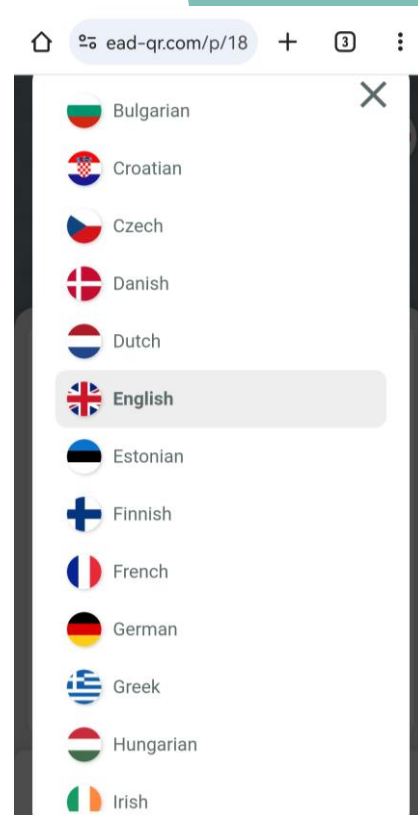 ead-qr.com/p/18
3
Bulgarian
Croatian
Czech
Danish
Dutch
English
Estonian
Finnish
French
German
Greek
Hungarian
Irish